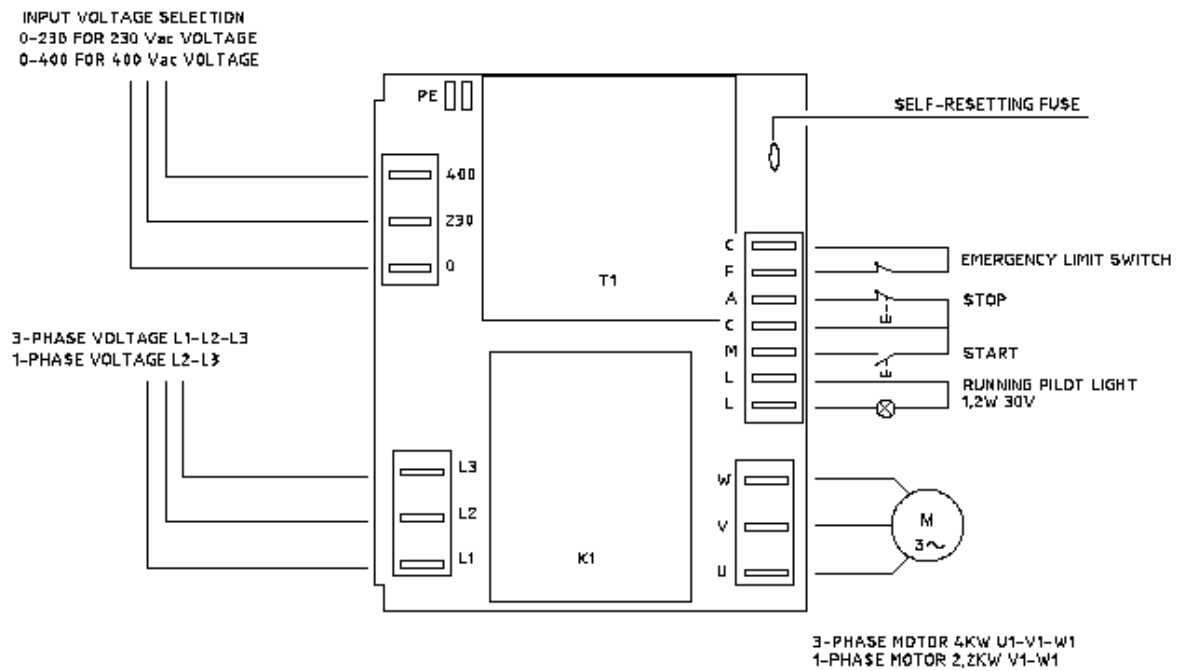 INPUT VOLTAGE SELECTION
0-230 FOR 230 Vac VOLTAGE
0-400 FOR 400 Vac VOLTAGE
PE
SELF-RESETTING FUSE
400
230
0
T1
C
F
A
C
M
L
L
EMERGENCY LIMIT SWITCH
STOP
START
RUNNING PILOT LIGHT
1,2W 30V
3-PHASE VOLTAGE L1-L2-L3
1-PHASE VOLTAGE L2-L3
L3
L2
L1
K1
W
V
U
M
3~
3-PHASE MOTOR 4KW U1-V1-W1
1-PHASE MOTOR 2,2KW V1-W1